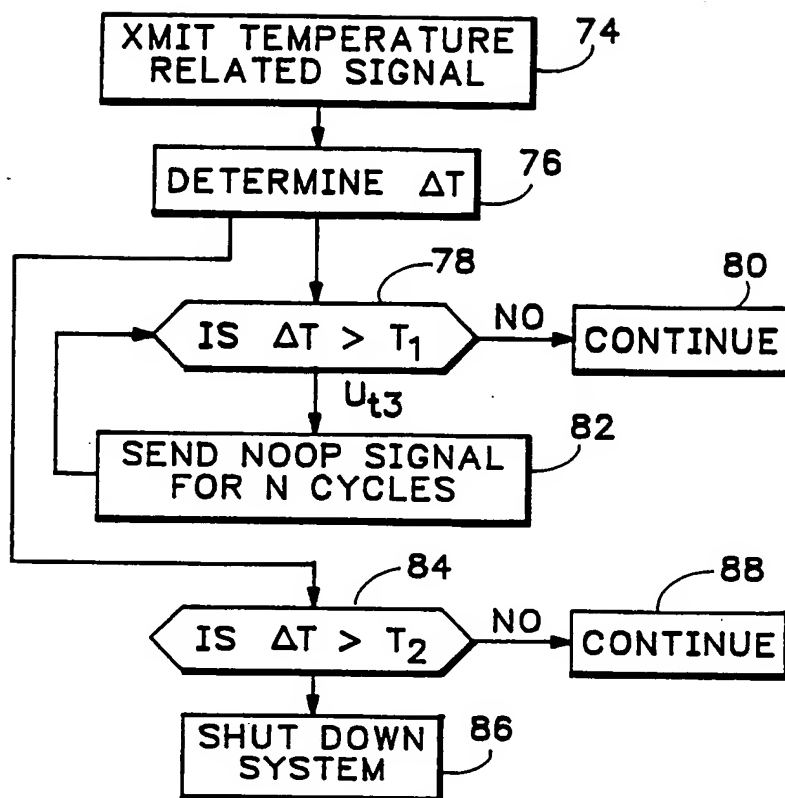 XMIT TEMPERATURE
RELATED SIGNAL
74
DETERMINE ΔT
76
78
IS ΔT > T1
NO
80
CONTINUE
Ut3
SEND NOOP SIGNAL
FOR N CYCLES
82
84
IS ΔT > T2
NO
88
CONTINUE
SHUT DOWN
SYSTEM
86